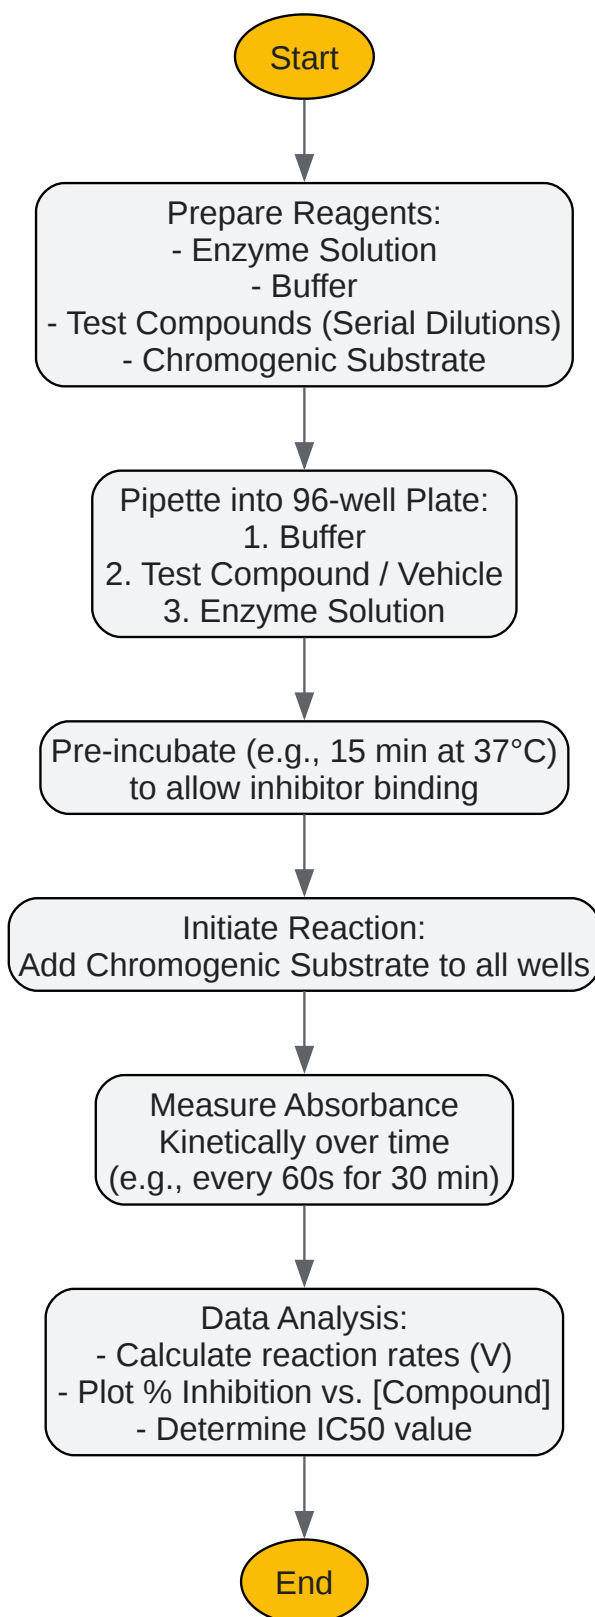 Start
Prepare Reagents:
- Enzyme Solution
- Buffer
- Test Compounds (Serial Dilutions)
- Chromogenic Substrate
Pipette into 96-well Plate:
1. Buffer
2. Test Compound / Vehicle
3. Enzyme Solution
Pre-incubate (e.g., 15 min at 37°C)
to allow inhibitor binding
Initiate Reaction:
Add Chromogenic Substrate to all wells
Measure Absorbance
Kinetically over time
(e.g., every 60s for 30 min)
Data Analysis:
- Calculate reaction rates (V)
- Plot % Inhibition vs. [Compound]
- Determine IC50 value
End